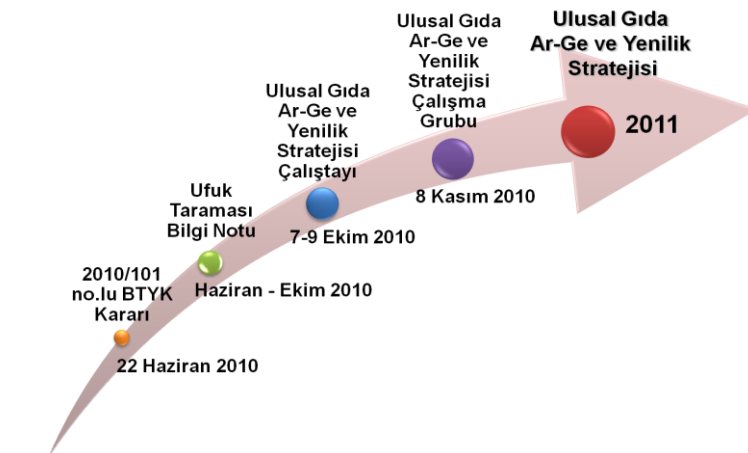 2010/101
no.lu BTYK
Kararı
22 Haziran 2010
Ufuk
Taraması
Bilgi Notu
Haziran - Ekim 2010
Ulusal Gıda
Ar-Ge ve
Yenilik
Stratejisi
Çalıştayı
7-9 Ekim 2010
Ulusal Gıda
Ar-Ge ve
Yenilik
Stratejisi
Çalışma
Grubu
8 Kasım 2010
Ulusal Gıda
Ar-Ge ve Yenilik
Stratejisi
2011